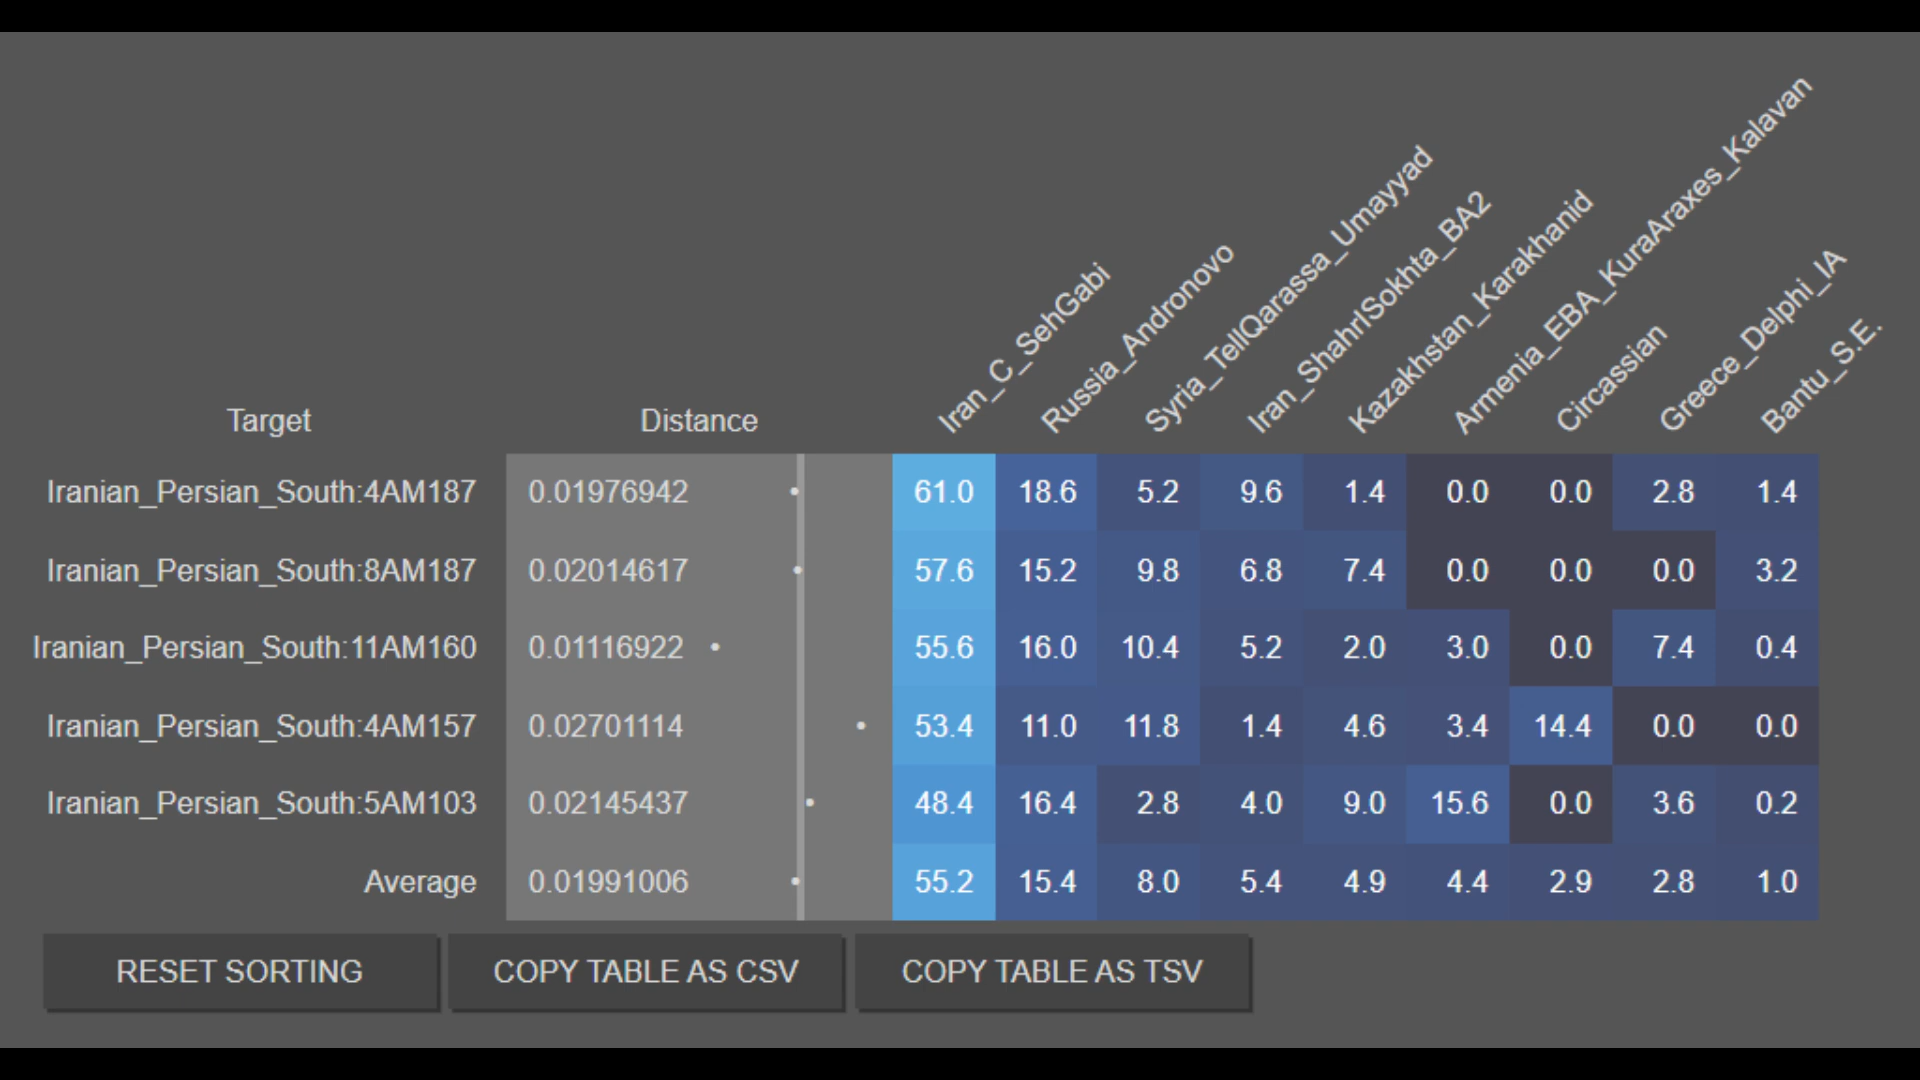 Target Distance Iran_C_SehGabi Russia_Andronovo Syria_TellQarassa_Umayyad Iran_ShahrISokhta_BA2 Kazakhstan_Karakhanid Armenia_EBA_KuraAraxes_Kalavan Circassian Greece_Delphi_IA Bantu_S.E.
Iranian_Persian_South:4AM187 0.01976942 61.0 18.6 5.2 9.6 1.4 0.0 0.0 2.8 1.4
Iranian_Persian_South:8AM187 0.02014617 57.6 15.2 9.8 6.8 7.4 0.0 0.0 0.0 3.2
Iranian_Persian_South:11AM160 0.01116922 55.6 16.0 10.4 5.2 2.0 3.0 0.0 7.4 0.4
Iranian_Persian_South:4AM157 0.02701114 53.4 11.0 11.8 1.4 4.6 3.4 14.4 0.0 0.0
Iranian_Persian_South:5AM103 0.02145437 48.4 16.4 2.8 4.0 9.0 15.6 0.0 3.6 0.2
Average 0.01991006 55.2 15.4 8.0 5.4 4.9 4.4 2.9 2.8 1.0
RESET SORTING COPY TABLE AS CSV COPY TABLE AS TSV